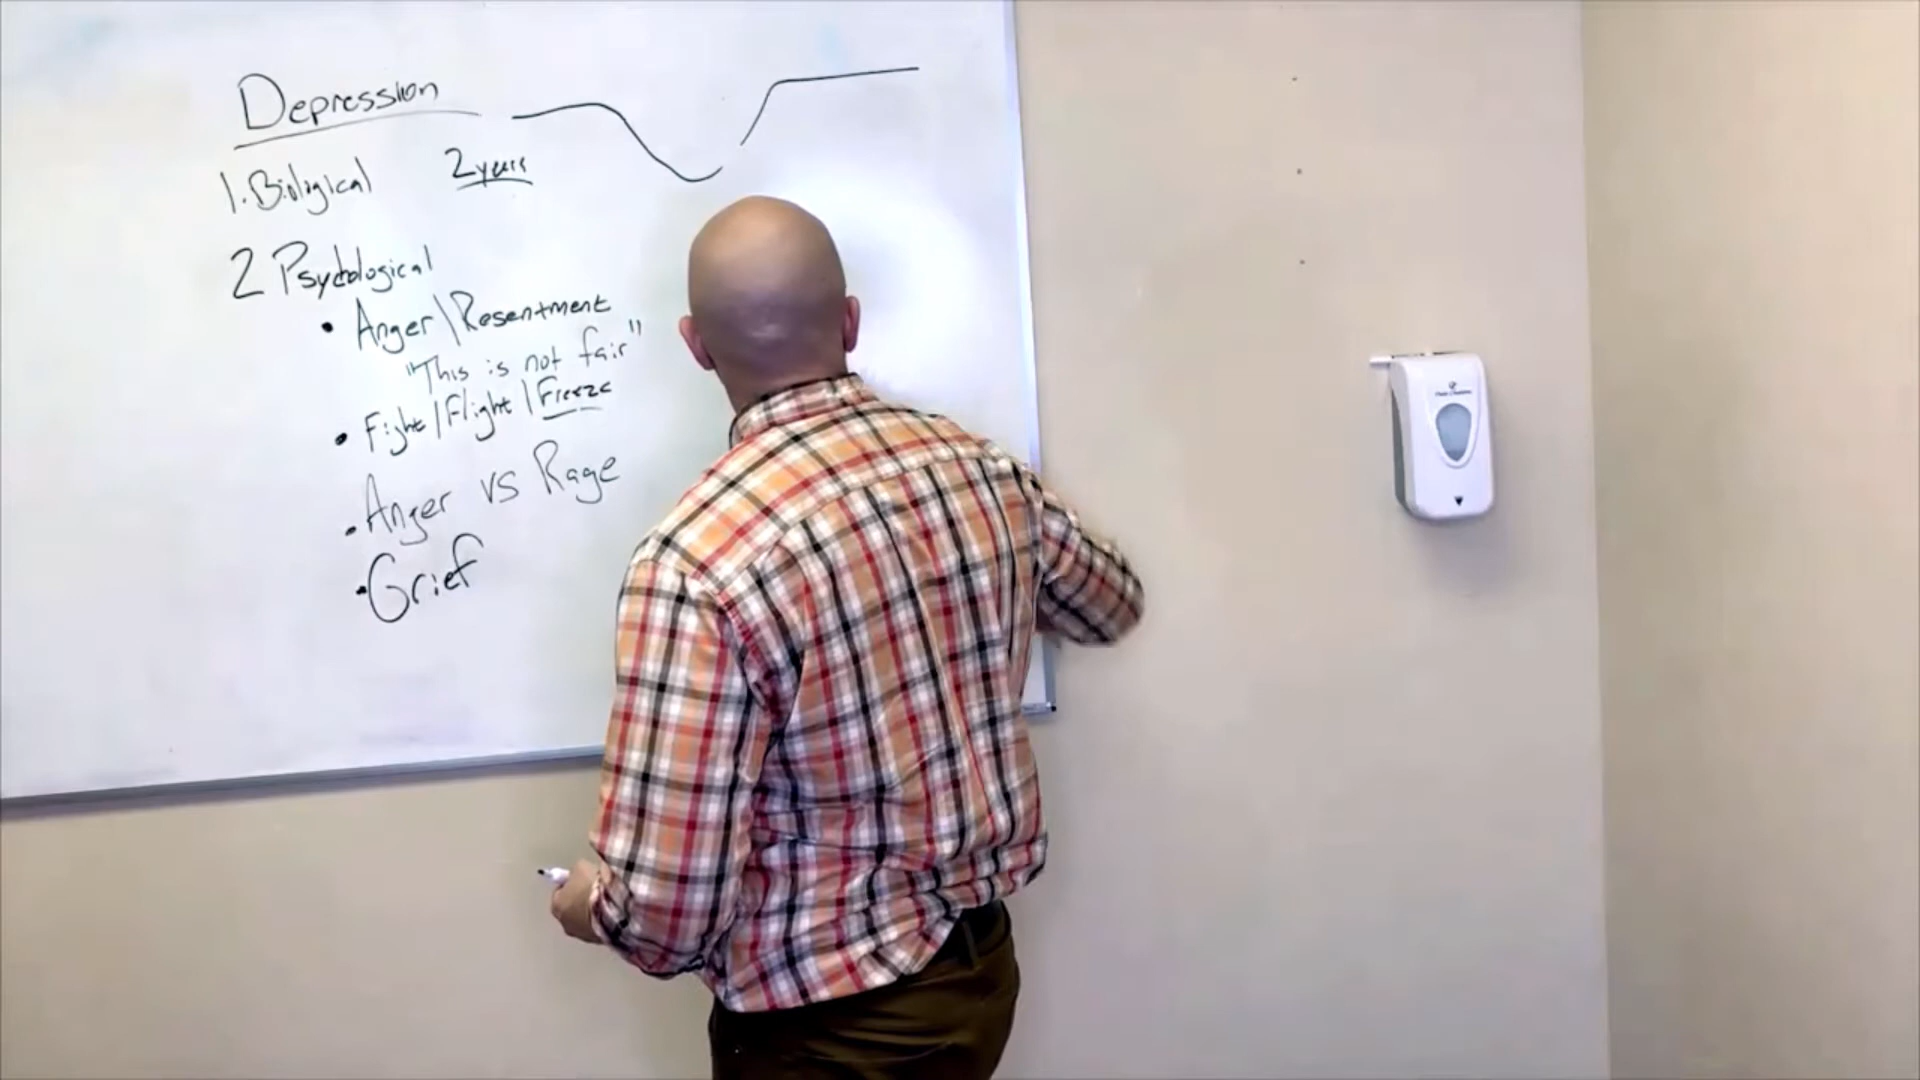 Depression
1. Biological 2 years
2 Psychological
• Anger\Resentment
"This is not fair"
• Fight/Flight/Freeze
• Anger vs Rage
• Grief